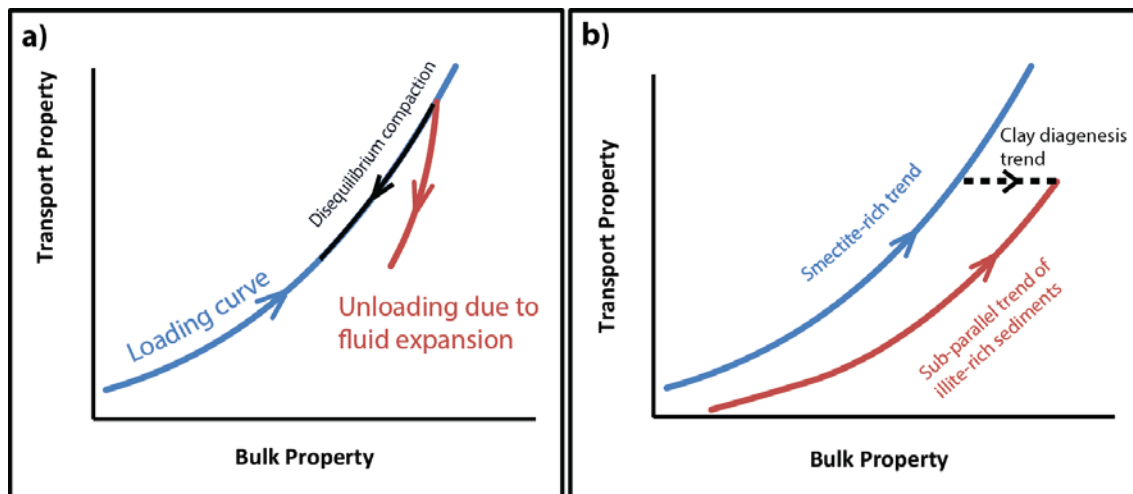 a)
Transport Property
Disequilibrium compaction
Loading curve
Unloading due to
fluid expansion
Bulk Property
b)
Transport Property
Clay diagenesis
trend
Smectite-rich trend
Sub-parallel trend of
illite-rich sediments
Bulk Property